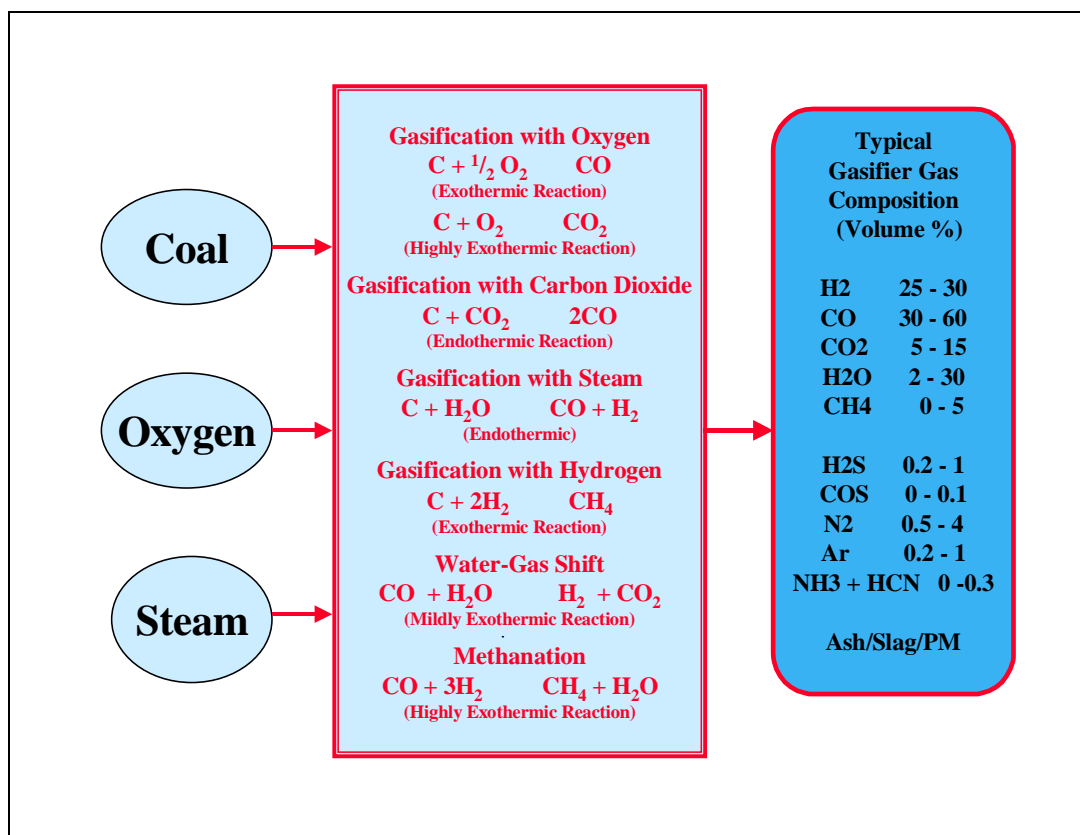 Coal
Oxygen
Steam
Gasification with Oxygen
C + ½ O₂ CO
(Exothermic Reaction)
C + O₂ CO₂
(Highly Exothermic Reaction)
Gasification with Carbon Dioxide
C + CO₂ 2CO
(Endothermic Reaction)
Gasification with Steam
C + H₂O CO + H₂
(Endothermic)
Gasification with Hydrogen
C + 2H₂ CH₄
(Exothermic Reaction)
Water-Gas Shift
CO + H₂O H₂ + CO₂
(Mildly Exothermic Reaction)
Methanation
CO + 3H₂ CH₄ + H₂O
(Highly Exothermic Reaction)
Typical
Gasifier Gas
Composition
(Volume %)
H2 25 - 30
CO 30 - 60
CO2 5 - 15
H2O 2 - 30
CH4 0 - 5
H2S 0.2 - 1
COS 0 - 0.1
N2 0.5 - 4
Ar 0.2 - 1
NH3 + HCN 0 -0.3
Ash/Slag/PM